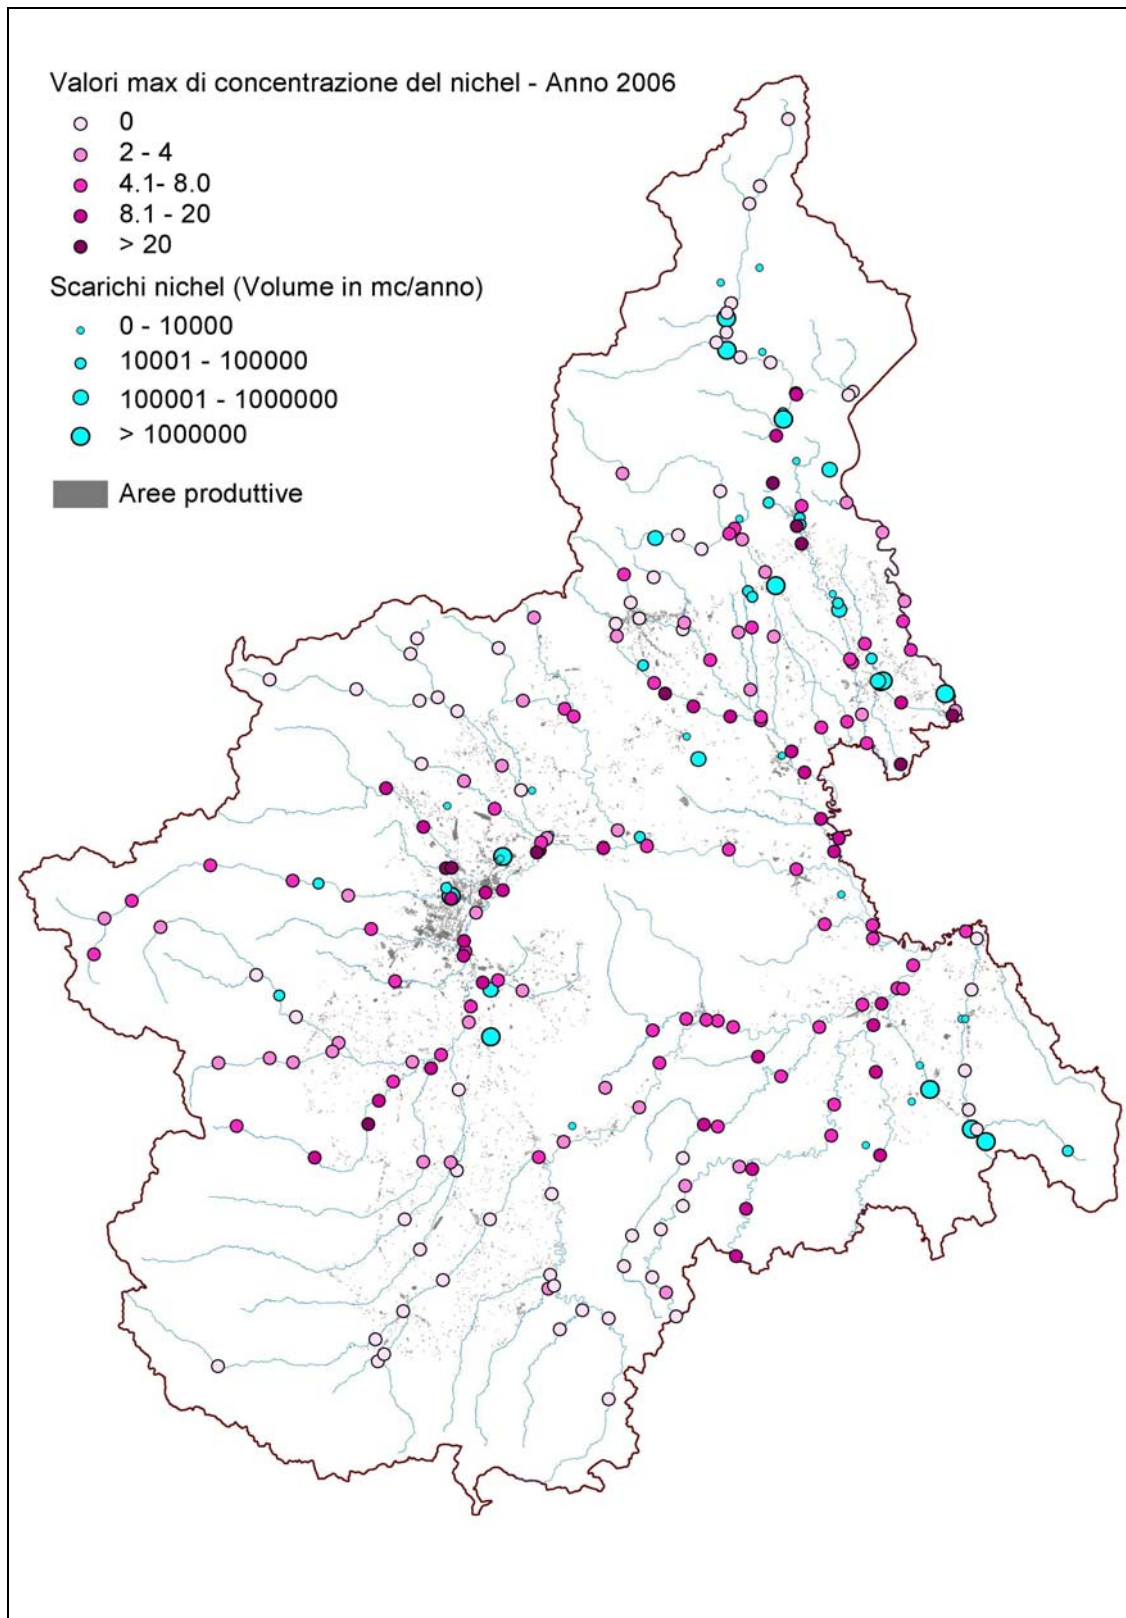 Valori max di concentrazione del nichel - Anno 2006
0
2 - 4
4.1- 8.0
8.1 - 20
> 20
Scarichi nichel (Volume in mc/anno)
0 - 10000
10001 - 100000
100001 - 1000000
> 1000000
Aree produttive